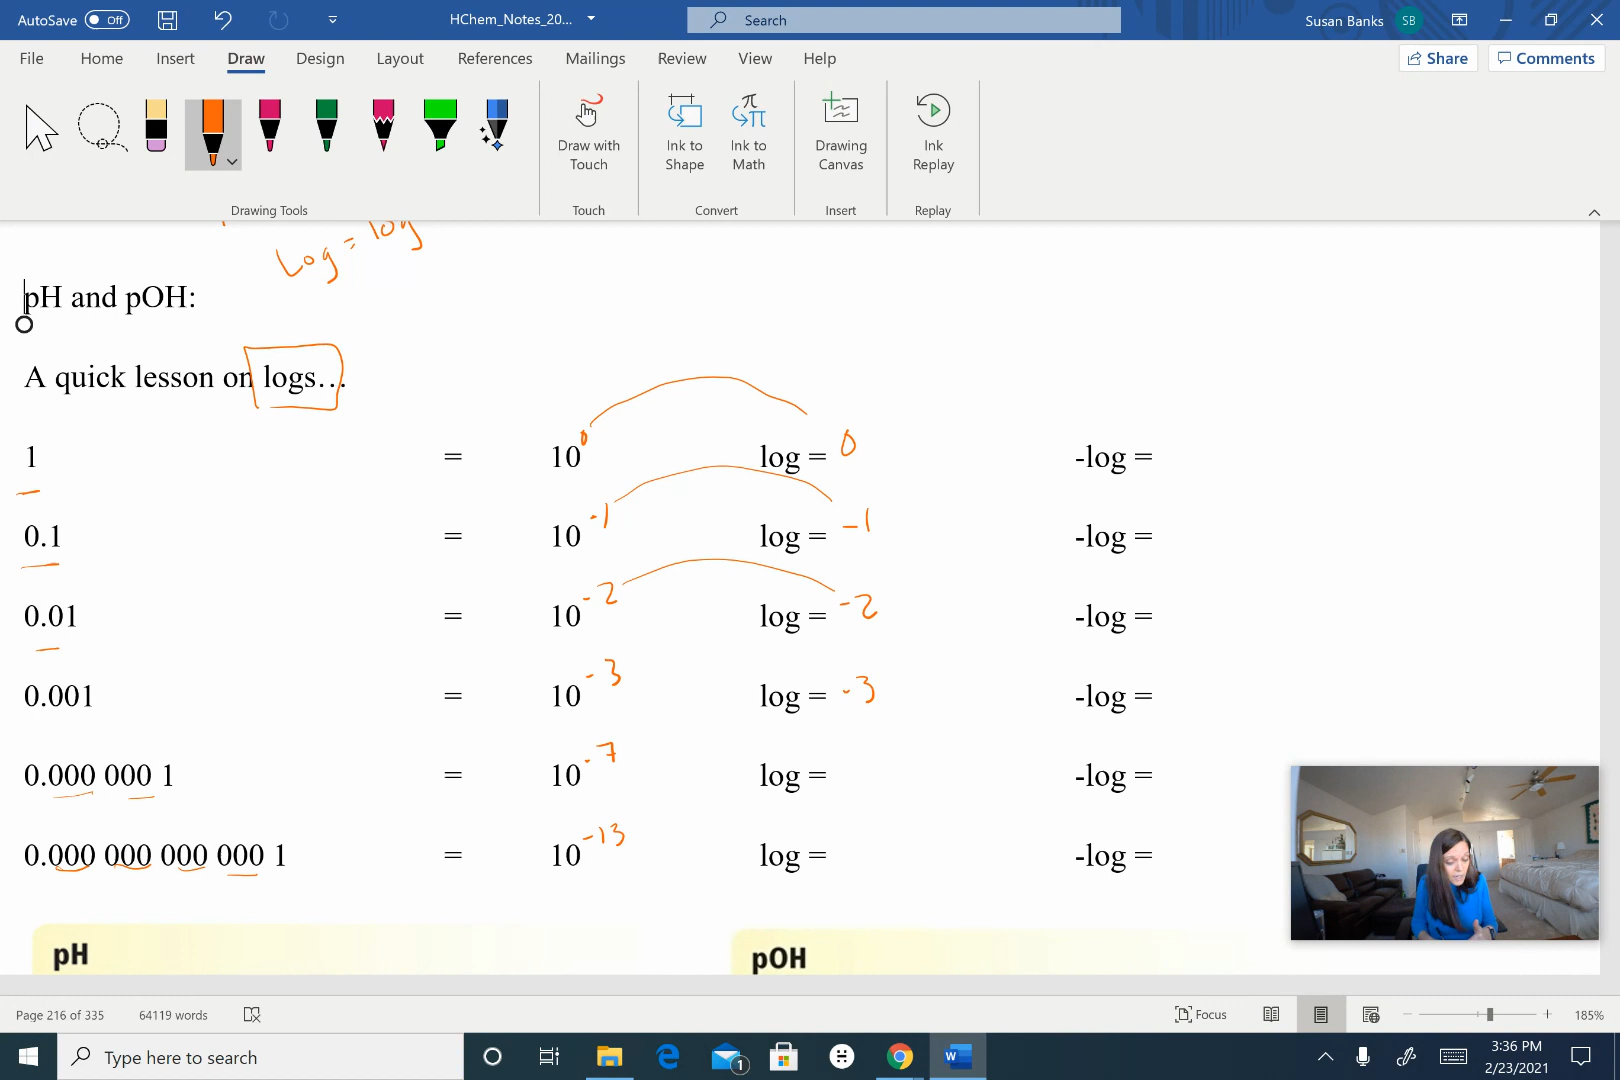 AutoSave Off HChem_Notes_20... Search Susan Banks SB
File Home Insert Draw Design Layout References Mailings Review View Help Share Comments
Draw with Touch
Ink to Shape
Ink to Math
Drawing Canvas
Ink Replay
Drawing Tools Touch Convert Insert Replay
Log = log
pH and pOH:
A quick lesson on logs...
1 = 10^0 log = 0 -log =
0.1 = 10^-1 log = -1 -log =
0.01 = 10^-2 log = -2 -log =
0.001 = 10^-3 log = -3 -log =
0.000 000 1 = 10^-7 log = -log =
0.000 000 000 000 1 = 10^-13 log = -log =
pH pOH
Page 216 of 335 64119 words Focus 185%
Type here to search 1 3:36 PM
2/23/2021